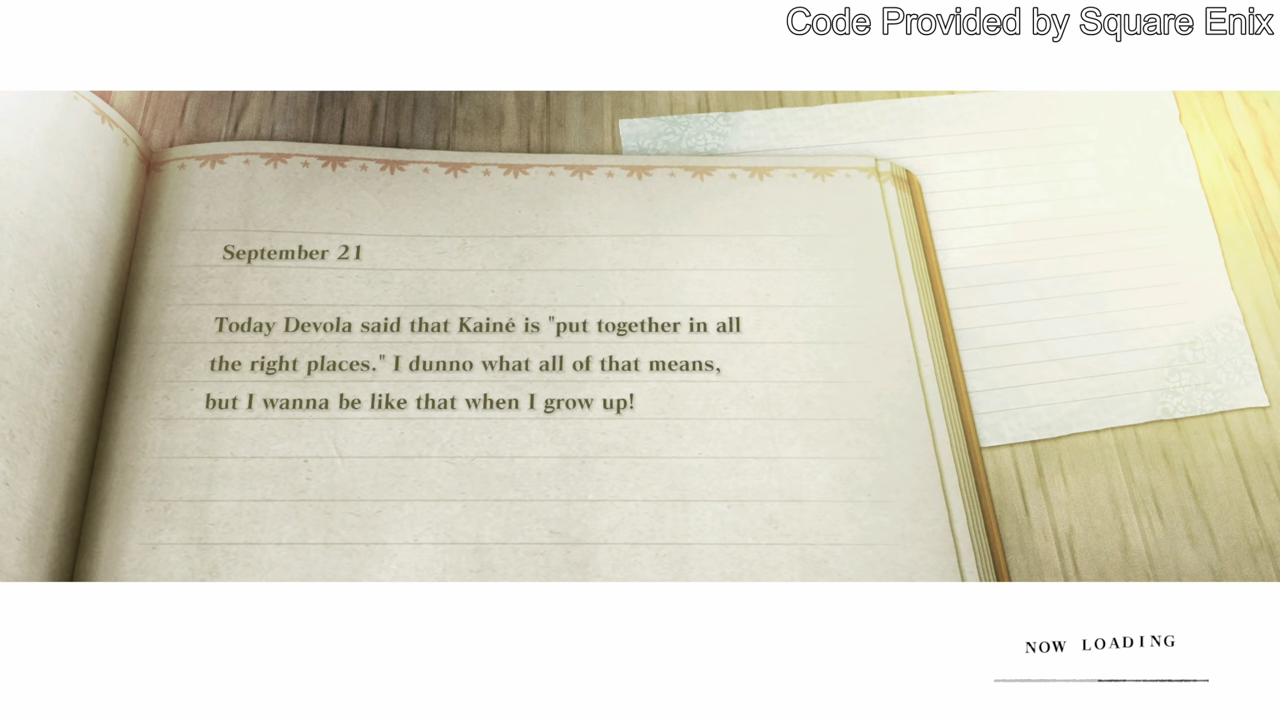 Code Provided by Square Enix
September 21
Today Devola said that Kainé is "put together in all
the right places." I dunno what all of that means,
but I wanna be like that when I grow up!
NOW LOADING